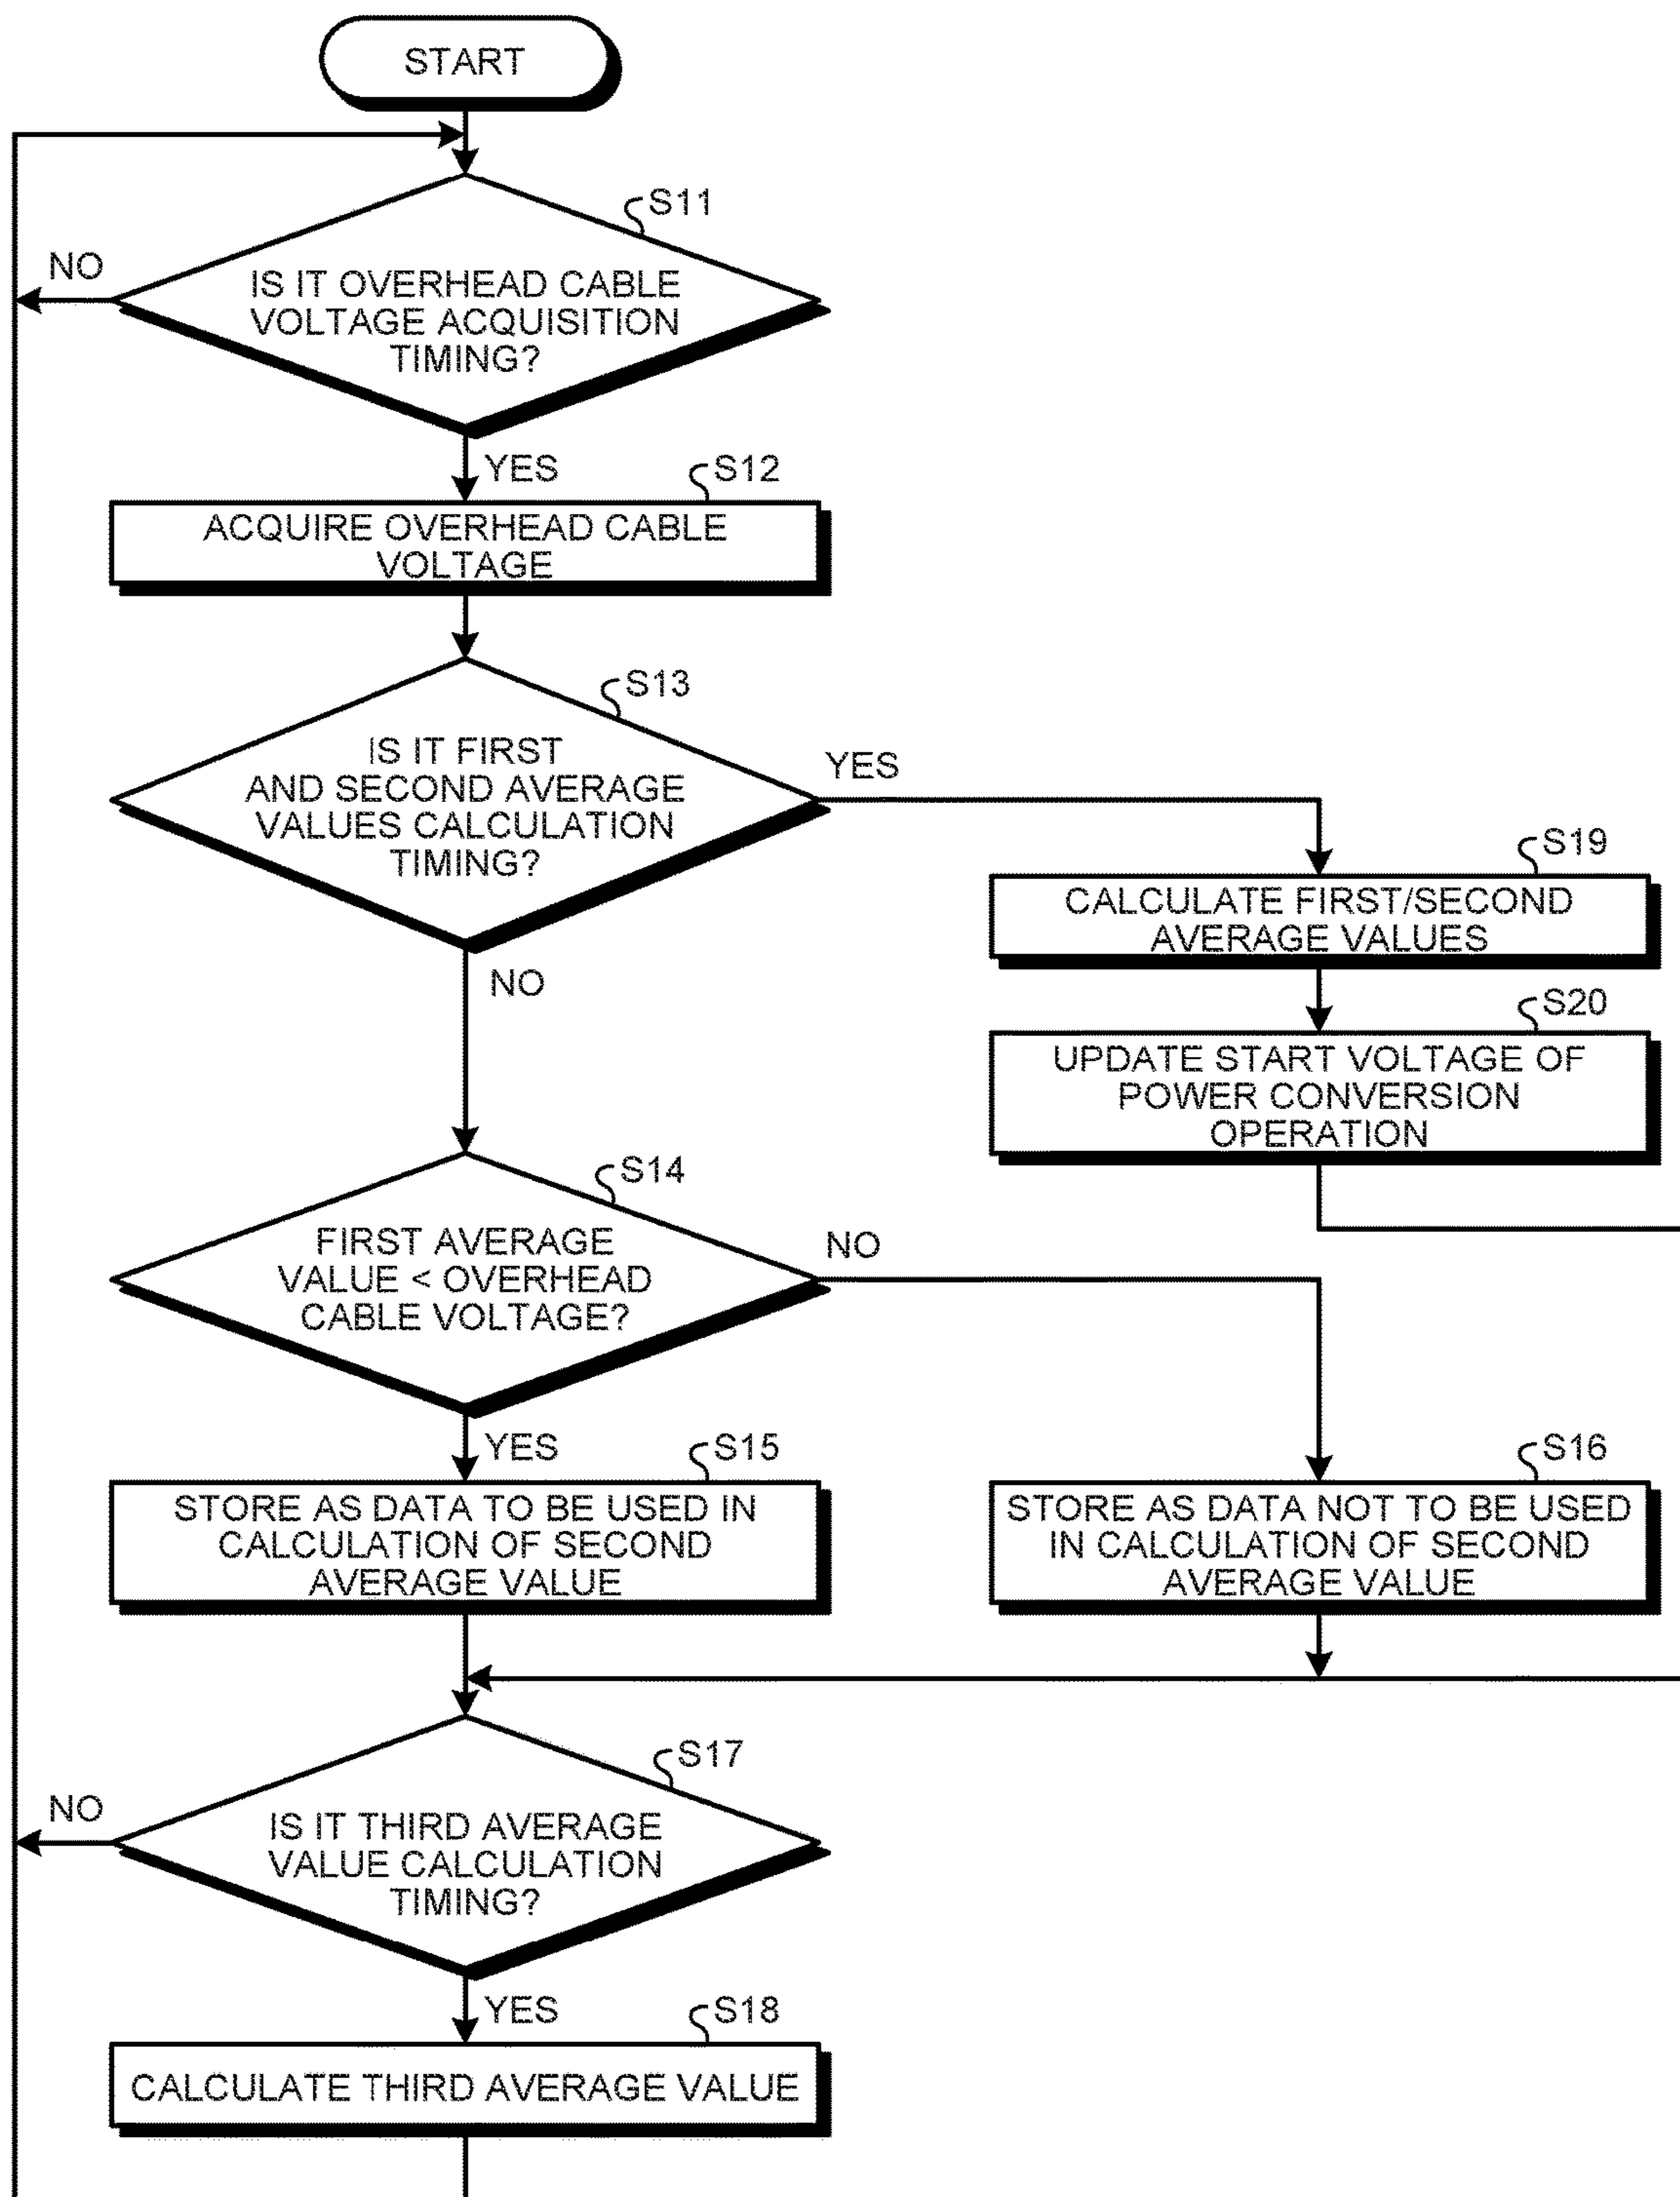 START
S11
NO
IS IT OVERHEAD CABLE
VOLTAGE ACQUISITION
TIMING?
YES
S12
ACQUIRE OVERHEAD CABLE
VOLTAGE
S13
IS IT FIRST
AND SECOND AVERAGE
VALUES CALCULATION
TIMING?
YES
NO
S19
CALCULATE FIRST/SECOND
AVERAGE VALUES
S20
UPDATE START VOLTAGE OF
POWER CONVERSION
OPERATION
S14
FIRST AVERAGE
VALUE < OVERHEAD
CABLE VOLTAGE?
NO
YES
S15
STORE AS DATA TO BE USED IN
CALCULATION OF SECOND
AVERAGE VALUE
S16
STORE AS DATA NOT TO BE USED
IN CALCULATION OF SECOND
AVERAGE VALUE
S17
NO
IS IT THIRD AVERAGE
VALUE CALCULATION
TIMING?
YES
S18
CALCULATE THIRD AVERAGE VALUE